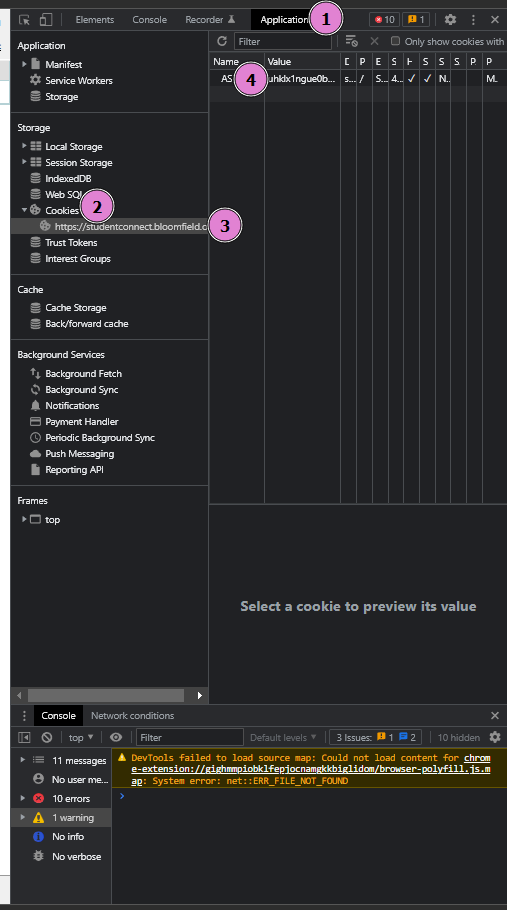 Elements Console Recorder Application 1 10 1
Application
Manifest
Service Workers
Storage
Storage
Local Storage
Session Storage
IndexedDB
Web SQL
Cookies 2
https://studentconnect.bloomfield.c 3
Trust Tokens
Interest Groups
Cache
Cache Storage
Back/forward cache
Background Services
Background Fetch
Background Sync
Notifications
Payment Handler
Periodic Background Sync
Push Messaging
Reporting API
Frames
top
Filter Only show cookies with
Name Value D P E S H S S S P P
AS 4 uhklx1ngue0b... s... / S... 4... ✓ ✓ N.. M.
Select a cookie to preview its value
Console Network conditions
top Filter Default levels 3 Issues: 1 2 10 hidden
11 messages
No user me...
10 errors
1 warning
No info
No verbose
DevTools failed to load source map: Could not load content for chro
me-extension://gighmmpiobklfepjocnamgkkbiglidom/browser-polyfill.js.m
ap: System error: net::ERR_FILE_NOT_FOUND